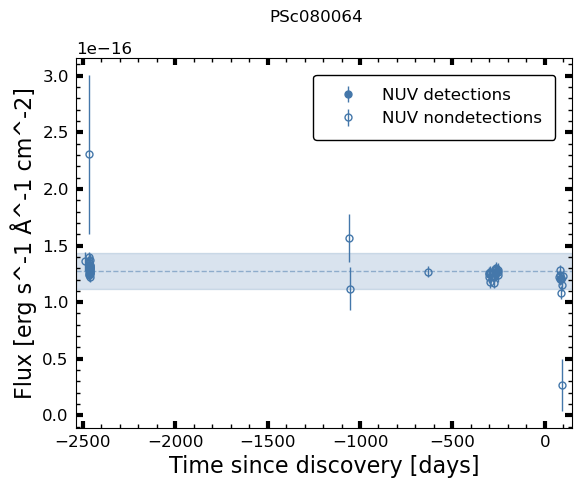 PSc080064
1e−16
3.0
2.5
2.0
1.5
1.0
0.5
0.0
Flux [erg s^-1 Å^-1 cm^-2]
NUV detections
NUV nondetections
−2500 −2000 −1500 −1000 −500 0
Time since discovery [days]